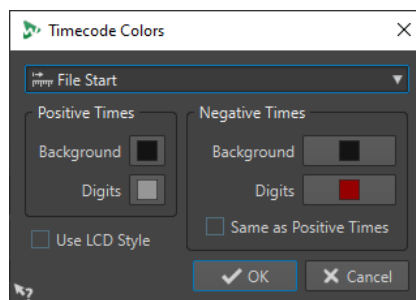 Timecode Colors
File Start
Positive Times
Negative Times
Background
Background
Digits
Digits
Same as Positive Times
Use LCD Style
OK
Cancel
?